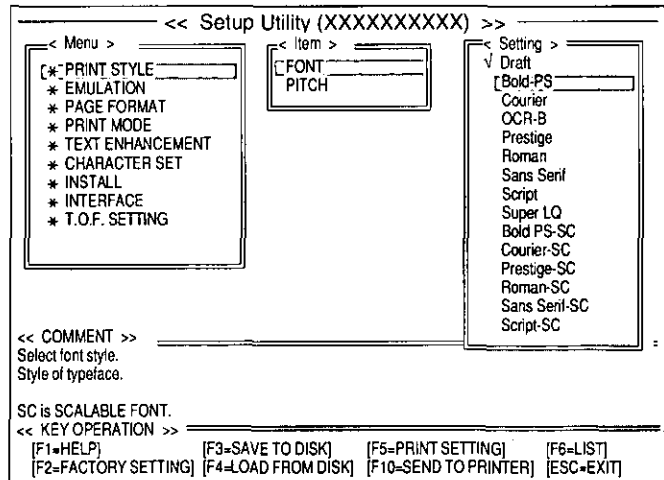 << Setup Utility (XXXXXXXXXX) >>
< Menu >
[* PRINT STYLE
* EMULATION
* PAGE FORMAT
* PRINT MODE
* TEXT ENHANCEMENT
* CHARACTER SET
* INSTALL
* INTERFACE
* T.O.F. SETTING
< Item >
[FONT
PITCH
< Setting >
√ Draft
[Bold-PS
Courier
OCR-B
Prestige
Roman
Sans Serif
Script
Super LQ
Bold PS-SC
Courier-SC
Prestige-SC
Roman-SC
Sans Serif-SC
Script-SC
<< COMMENT >>
Select font style.
Style of typeface.
SC is SCALABLE FONT.
<< KEY OPERATION >>
[F1=HELP} [F3=SAVE TO DISK] [F5=PRINT SETTING] [F6=LIST]
[F2=FACTORY SETTING] [F4=LOAD FROM DISK] [F10=SEND TO PRINTER] [ESC=EXIT]